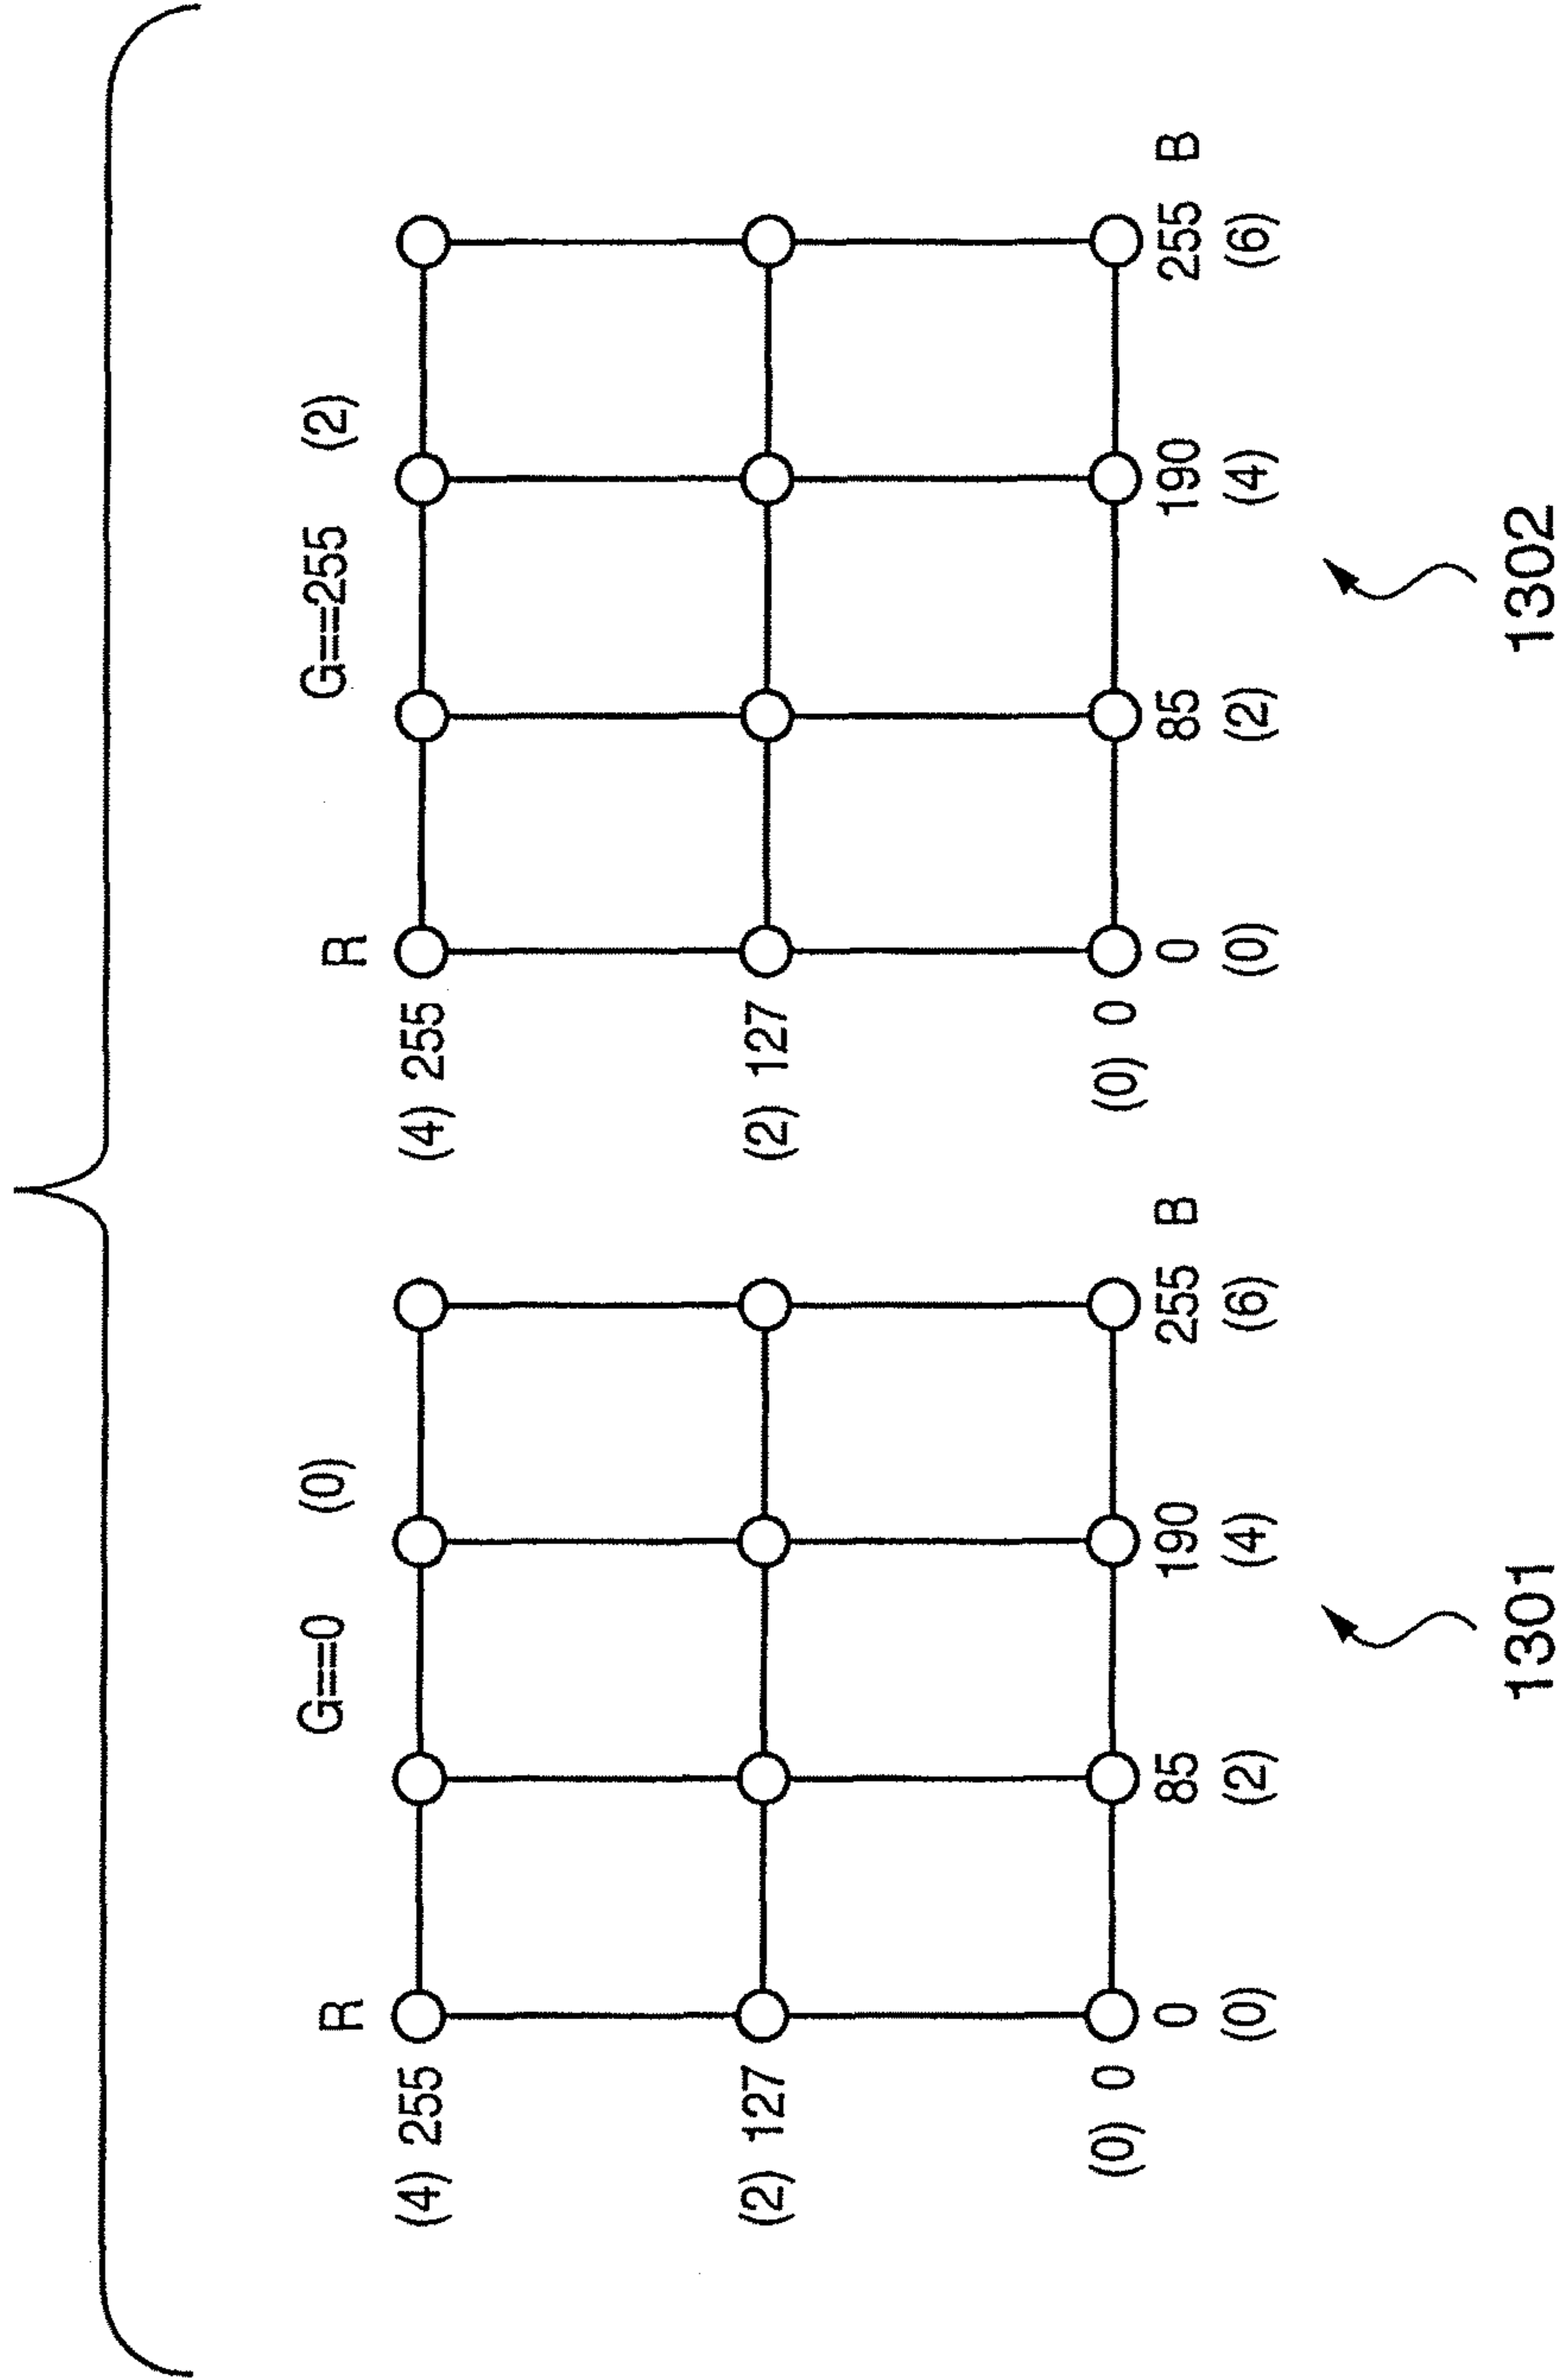 G==0 (0)
R
(4) 255
(2) 127
(0) 0
0 85 190 255 B
(0) (2) (4) (6)
1301
G==255 (2)
R
(4) 255
(2) 127
(0) 0
0 85 190 255 B
(0) (2) (4) (6)
1302